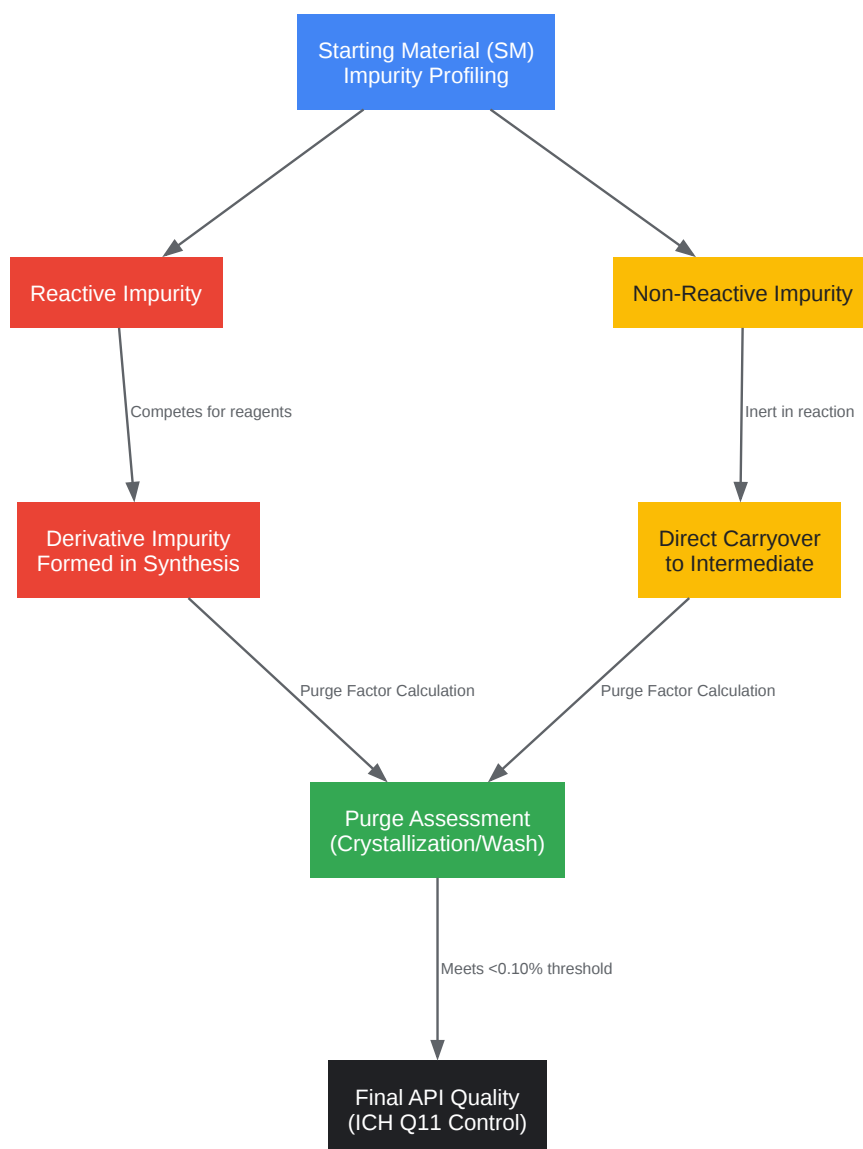 Starting Material (SM)
Impurity Profiling
Reactive Impurity
Non-Reactive Impurity
Competes for reagents
Inert in reaction
Derivative Impurity
Formed in Synthesis
Direct Carryover
to Intermediate
Purge Factor Calculation
Purge Factor Calculation
Purge Assessment
(Crystallization/Wash)
Meets <0.10% threshold
Final API Quality
(ICH Q11 Control)